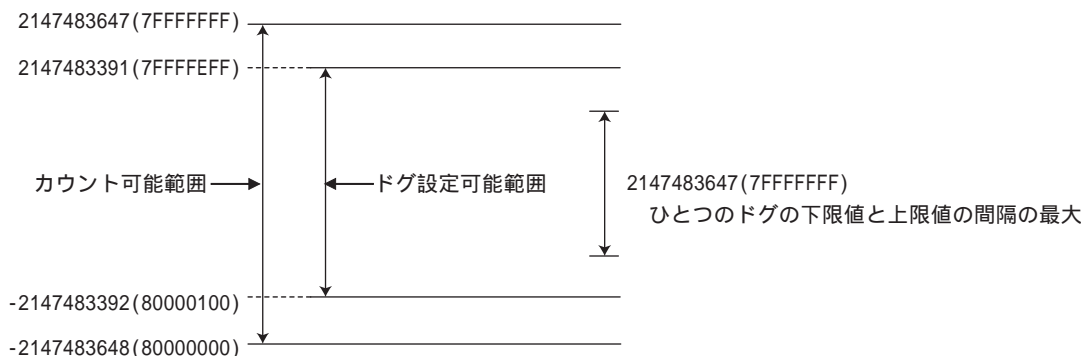 2147483647(7FFFFFFF)
2147483391(7FFFFEFF)
カウント可能範囲
ドグ設定可能範囲
2147483647(7FFFFFFF)
ひとつのドグの下限値と上限値の間隔の最大
-2147483392(80000100)
-2147483648(80000000)